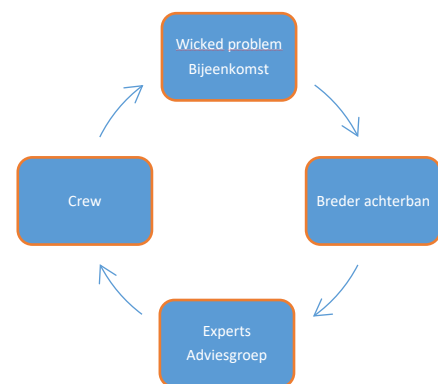 Wicked problem
Bijeenkomst
Crew
Breder achterban
Experts
Adviesgroep